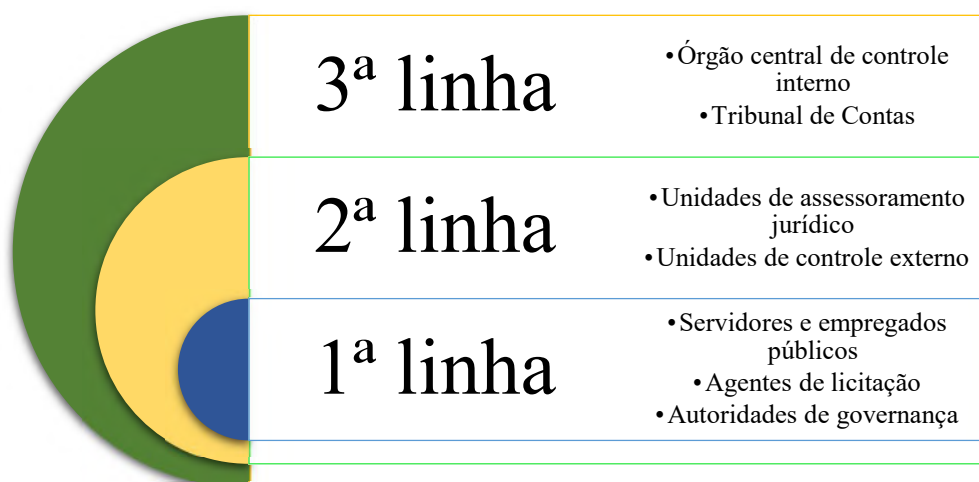 3ª linha
•Órgão central de controle
interno
•Tribunal de Contas
2ª linha
•Unidades de assessoramento
jurídico
•Unidades de controle externo
1ª linha
•Servidores e empregados
públicos
•Agentes de licitação
•Autoridades de governança